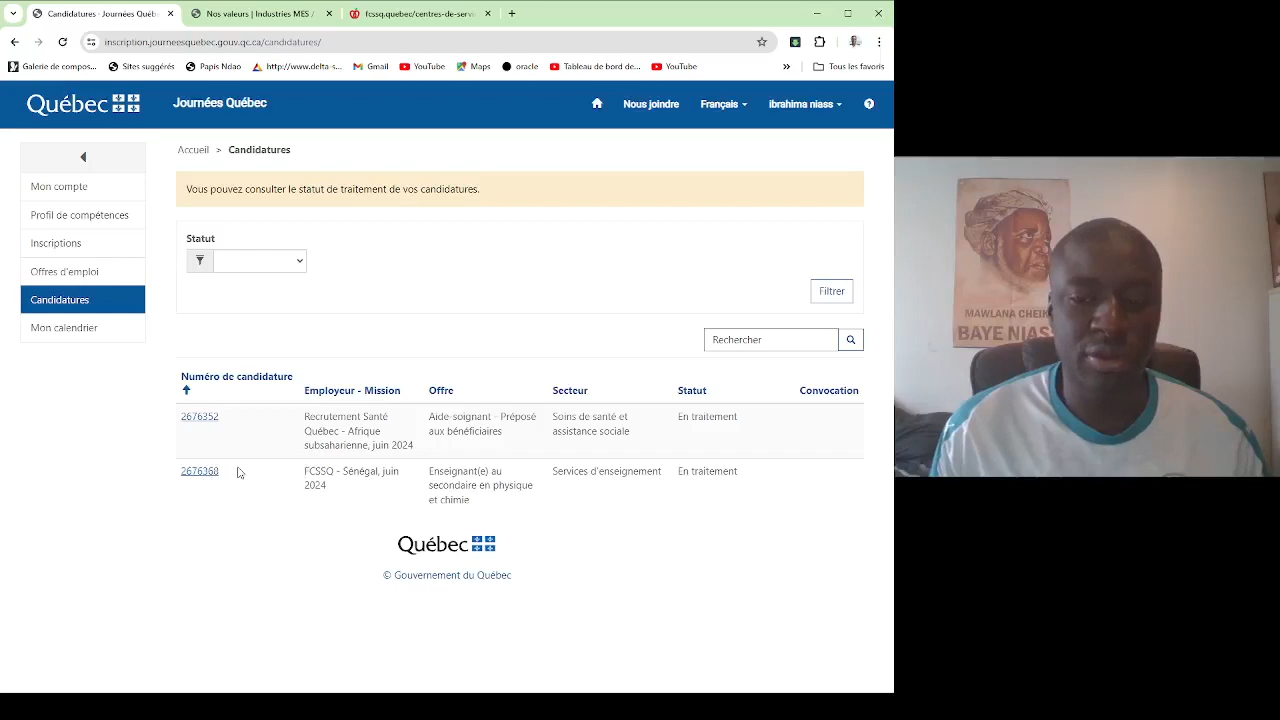 Candidatures - Journées Québ
Nos valeurs | Industries MES /
fcssq.quebec/centres-de-serv
inscription.journeesquebec.gouv.qc.ca/candidatures/
Galerie de compos...
Sites suggérés
Papis Ndao
http://www.delta-s...
Gmail
YouTube
Maps
oracle
Tableau de bord de...
YouTube
»
Tous les favoris
Québec
Journées Québec
Nous joindre
Français
ibrahima niass
Accueil > Candidatures
Mon compte
Profil de compétences
Inscriptions
Offres d'emploi
Candidatures
Mon calendrier
Vous pouvez consulter le statut de traitement de vos candidatures.
Statut
Filtrer
Rechercher
Numéro de candidature
Employeur - Mission
Offre
Secteur
Statut
Convocation
2676352
Recrutement Santé
Québec - Afrique
subsaharienne, juin 2024
Aide-soignant - Préposé
aux bénéficiaires
Soins de santé et
assistance sociale
En traitement
2676368
FCSSQ - Sénégal, juin
2024
Enseignant(e) au
secondaire en physique
et chimie
Services d'enseignement
En traitement
Québec
© Gouvernement du Québec
MAWLANA CHEIK
BAYE NIASS